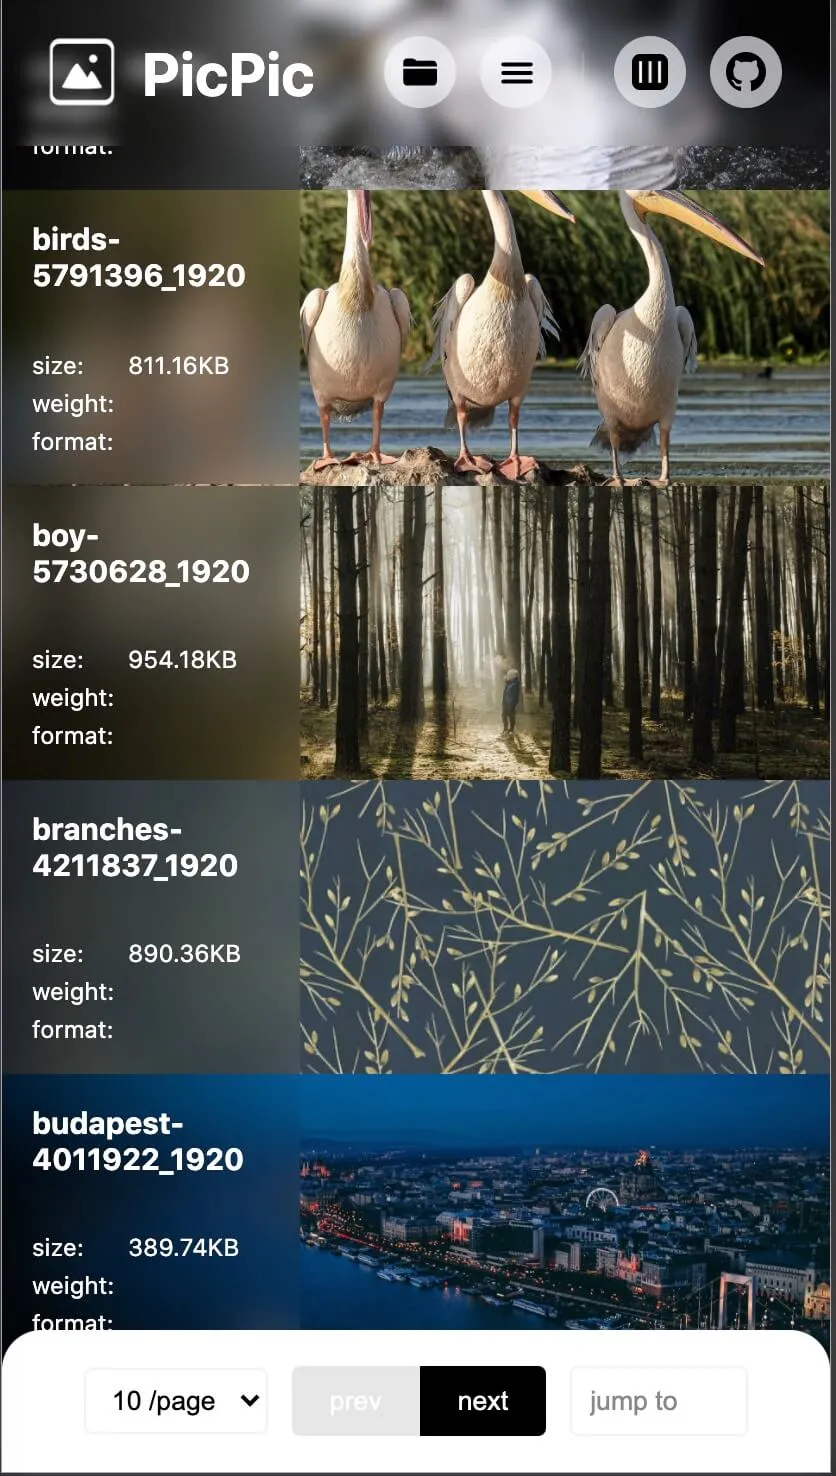 PicPic
format:
birds-
5791396_1920
size: 811.16KB
weight:
format:
boy-
5730628_1920
size: 954.18KB
weight:
format:
branches-
4211837_1920
size: 890.36KB
weight:
format:
budapest-
4011922_1920
size: 389.74KB
weight:
format:
10 /page prev next jump to